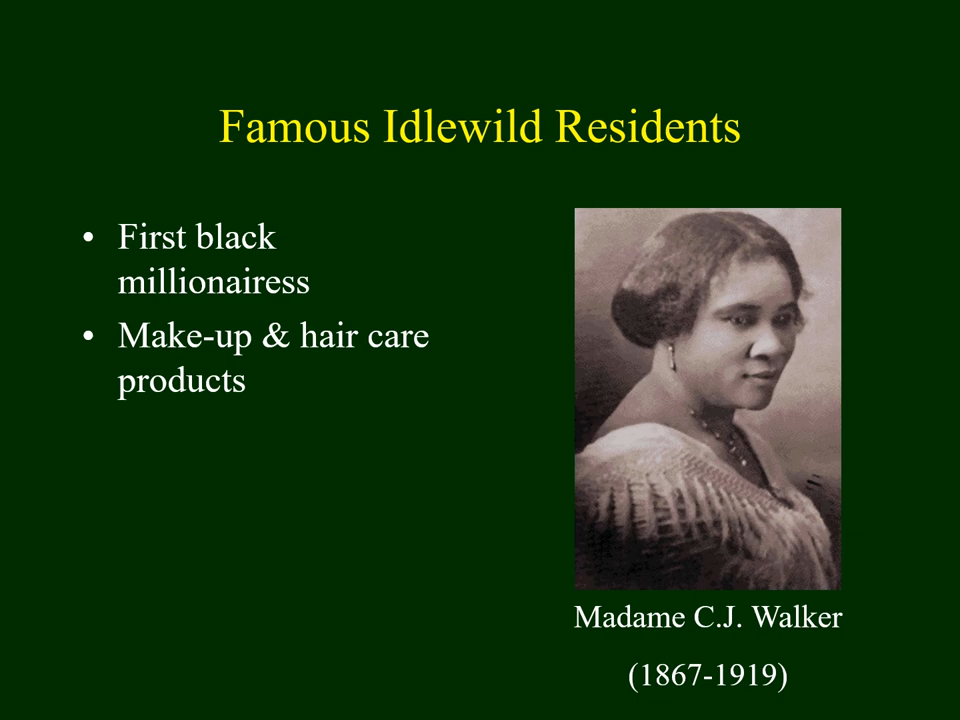 Famous Idlewild Residents
• First black
millionairess
• Make-up & hair care
products
Madame C.J. Walker
(1867-1919)